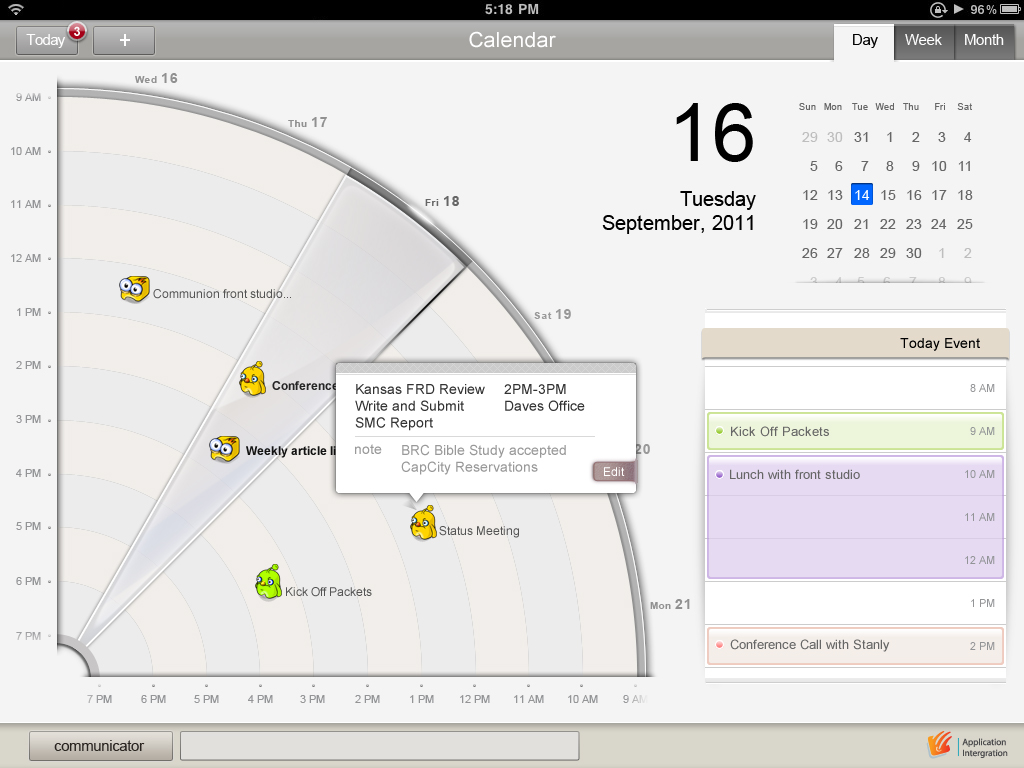 5:18 PM
96%
Today
3
+
Calendar
Day
Week
Month
Wed 16
Thu 17
Fri 18
Sat 19
20
Mon 21
9 AM
10 AM
11 AM
12 AM
1 PM
2 PM
3 PM
4 PM
5 PM
6 PM
7 PM
Communion front studio...
Conference
Weekly article li
Kansas FRD Review
Write and Submit
SMC Report
2PM-3PM
Daves Office
note
BRC Bible Study accepted
CapCity Reservations
Edit
Status Meeting
Kick Off Packets
7 PM 6 PM 5 PM 4 PM 3 PM 2 PM 1 PM 12 PM 11 AM 10 AM 9 AM
16
Tuesday
September, 2011
Sun Mon Tue Wed Thu Fri Sat
29 30 31 1 2 3 4
5 6 7 8 9 10 11
12 13 14 15 16 17 18
19 20 21 22 23 24 25
26 27 28 29 30 1 2
3 4 5 6 7 8 9
Today Event
8 AM
Kick Off Packets 9 AM
Lunch with front studio 10 AM
11 AM
12 AM
1 PM
Conference Call with Stanly 2 PM
communicator
Application
Intergration